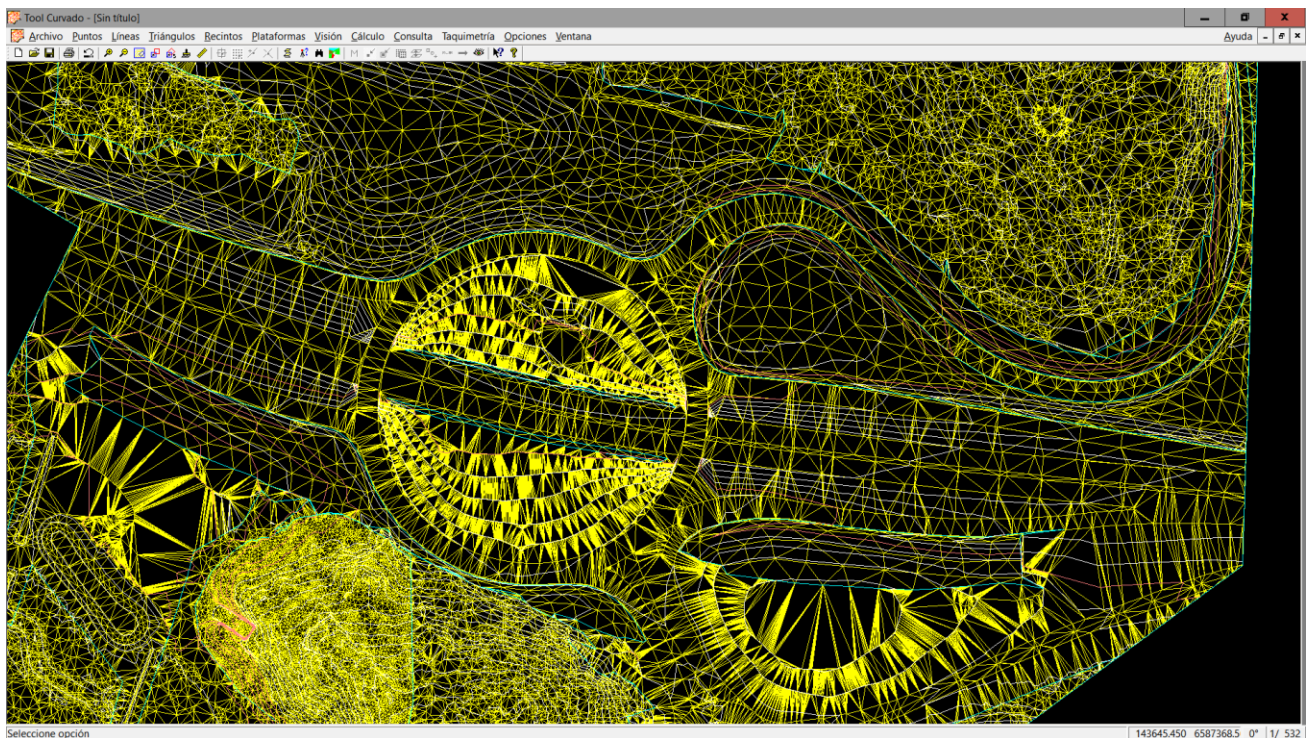 Tool Curvado - [Sin título]
Archivo Puntos Líneas Triángulos Recintos Plataformas Visión Cálculo Consulta Taquimetría Opciones Ventana Ayuda
Seleccione opción 143645.450 6587368.5 0° 1/ 532